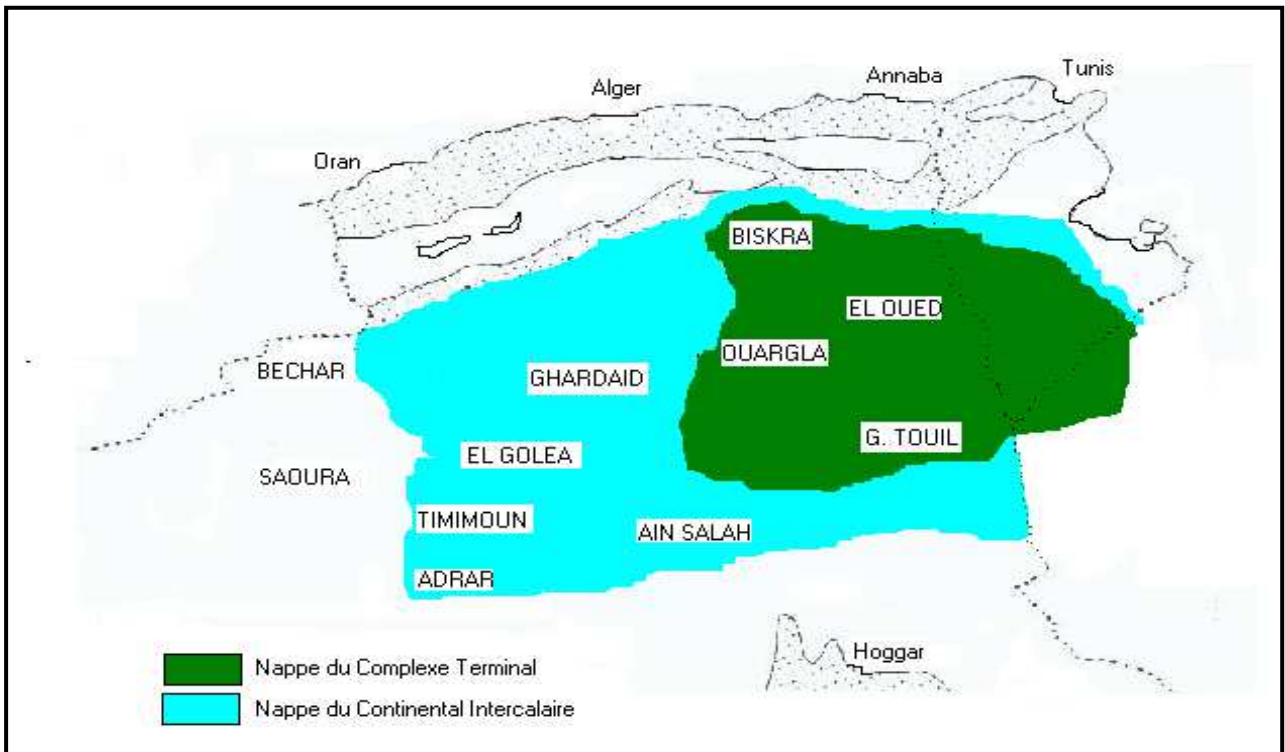 Tunis
Annaba
Alger
Oran
BISKRA
EL OUED
OUARGLA
BECHAR
GHARDAID
G. TOUIL
EL GOLEA
SAOURA
TIMIMOUN
AIN SALAH
ADRAR
Hoggar
Nappe du Complexe Terminal
Nappe du Continental Intercalaire